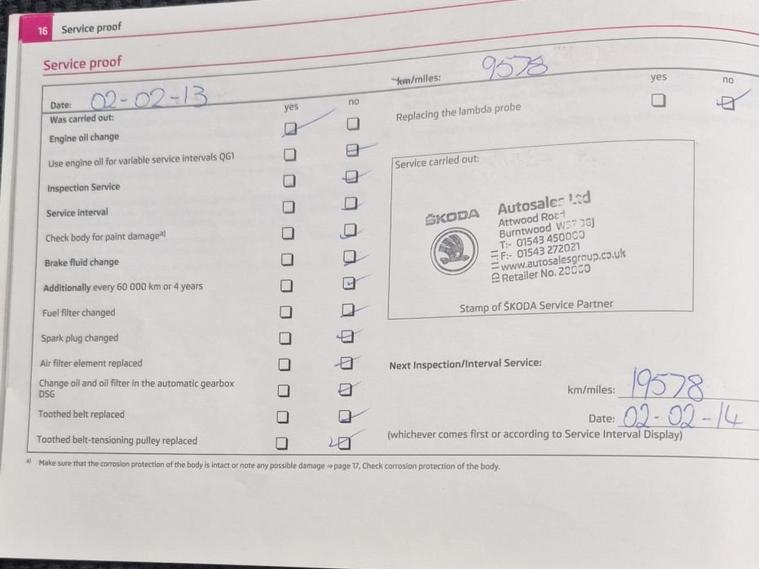 16 Service proof
Service proof
Date: 02-02-13
km/miles: 9578
yes no
yes no
Was carried out:
Engine oil change
Replacing the lambda probe
Use engine oil for variable service intervals QG1
Inspection Service
Service interval
Check body for paint damage a)
Brake fluid change
Additionally every 60 000 km or 4 years
Fuel filter changed
Spark plug changed
Air filter element replaced
Change oil and oil filter in the automatic gearbox
DSG
Toothed belt replaced
Toothed belt-tensioning pulley replaced
Service carried out:
ŠKODA
Autosales Ltd
Attwood Road
Burntwood
T:- 01543 450000
F:- 01543 272021
www.autosalesgroup.co.uk
Retailer No.
Stamp of ŠKODA Service Partner
Next Inspection/Interval Service:
km/miles: 19578
Date: 02-02-14
(whichever comes first or according to Service Interval Display)
a) Make sure that the corrosion protection of the body is intact or note any possible damage ⇒ page 17, Check corrosion protection of the body.